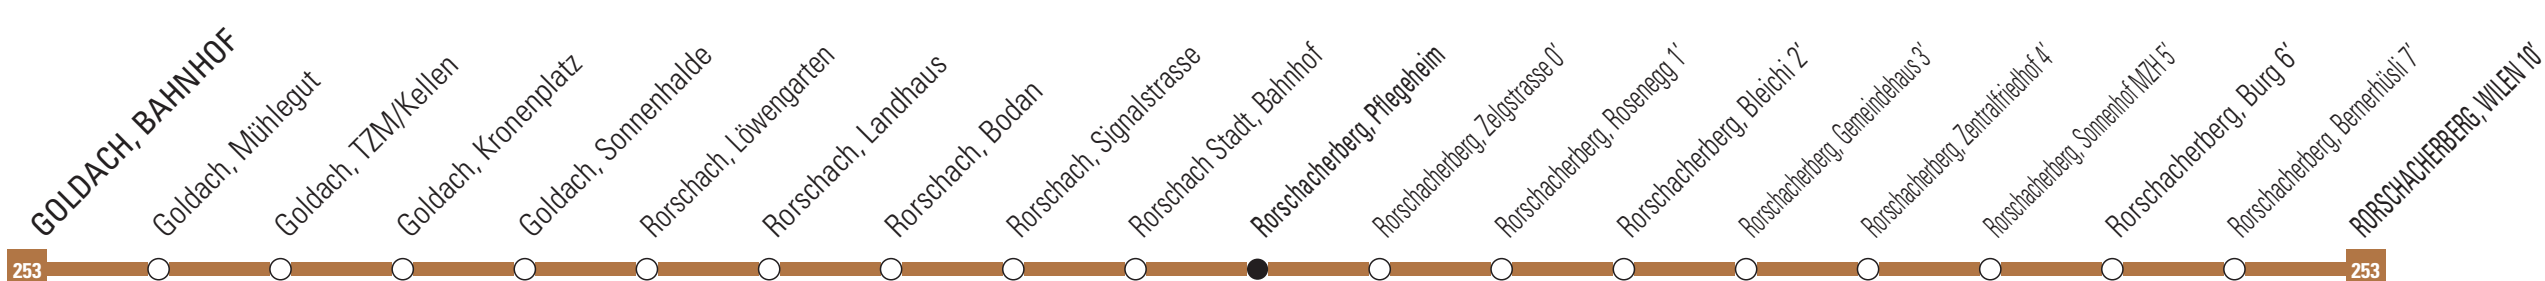 GOLDACH, BAHNHOF
Goldach, Mühlegut
Goldach, TZM/Kellen
Goldach, Kronenplatz
Goldach, Sonnenhalde
Rorschach, Löwengarten
Rorschach, Landhaus
Rorschach, Bodan
Rorschach, Signalstrasse
Rorschach Stadt, Bahnhof
Rorschacherberg, Pflegeheim
Rorschacherberg, Zelgstrasse 0'
Rorschacherberg, Rosenegg 1'
Rorschacherberg, Bleichi 2'
Rorschacherberg, Gemeindehaus 3'
Rorschacherberg, Zentralfriedhof 4'
Rorschacherberg, Sonnenhof MZH 5'
Rorschacherberg, Burg 6'
Rorschacherberg, Bernerhüsli 7'
RORSCHACHERBERG, WILEN 10'
253
253